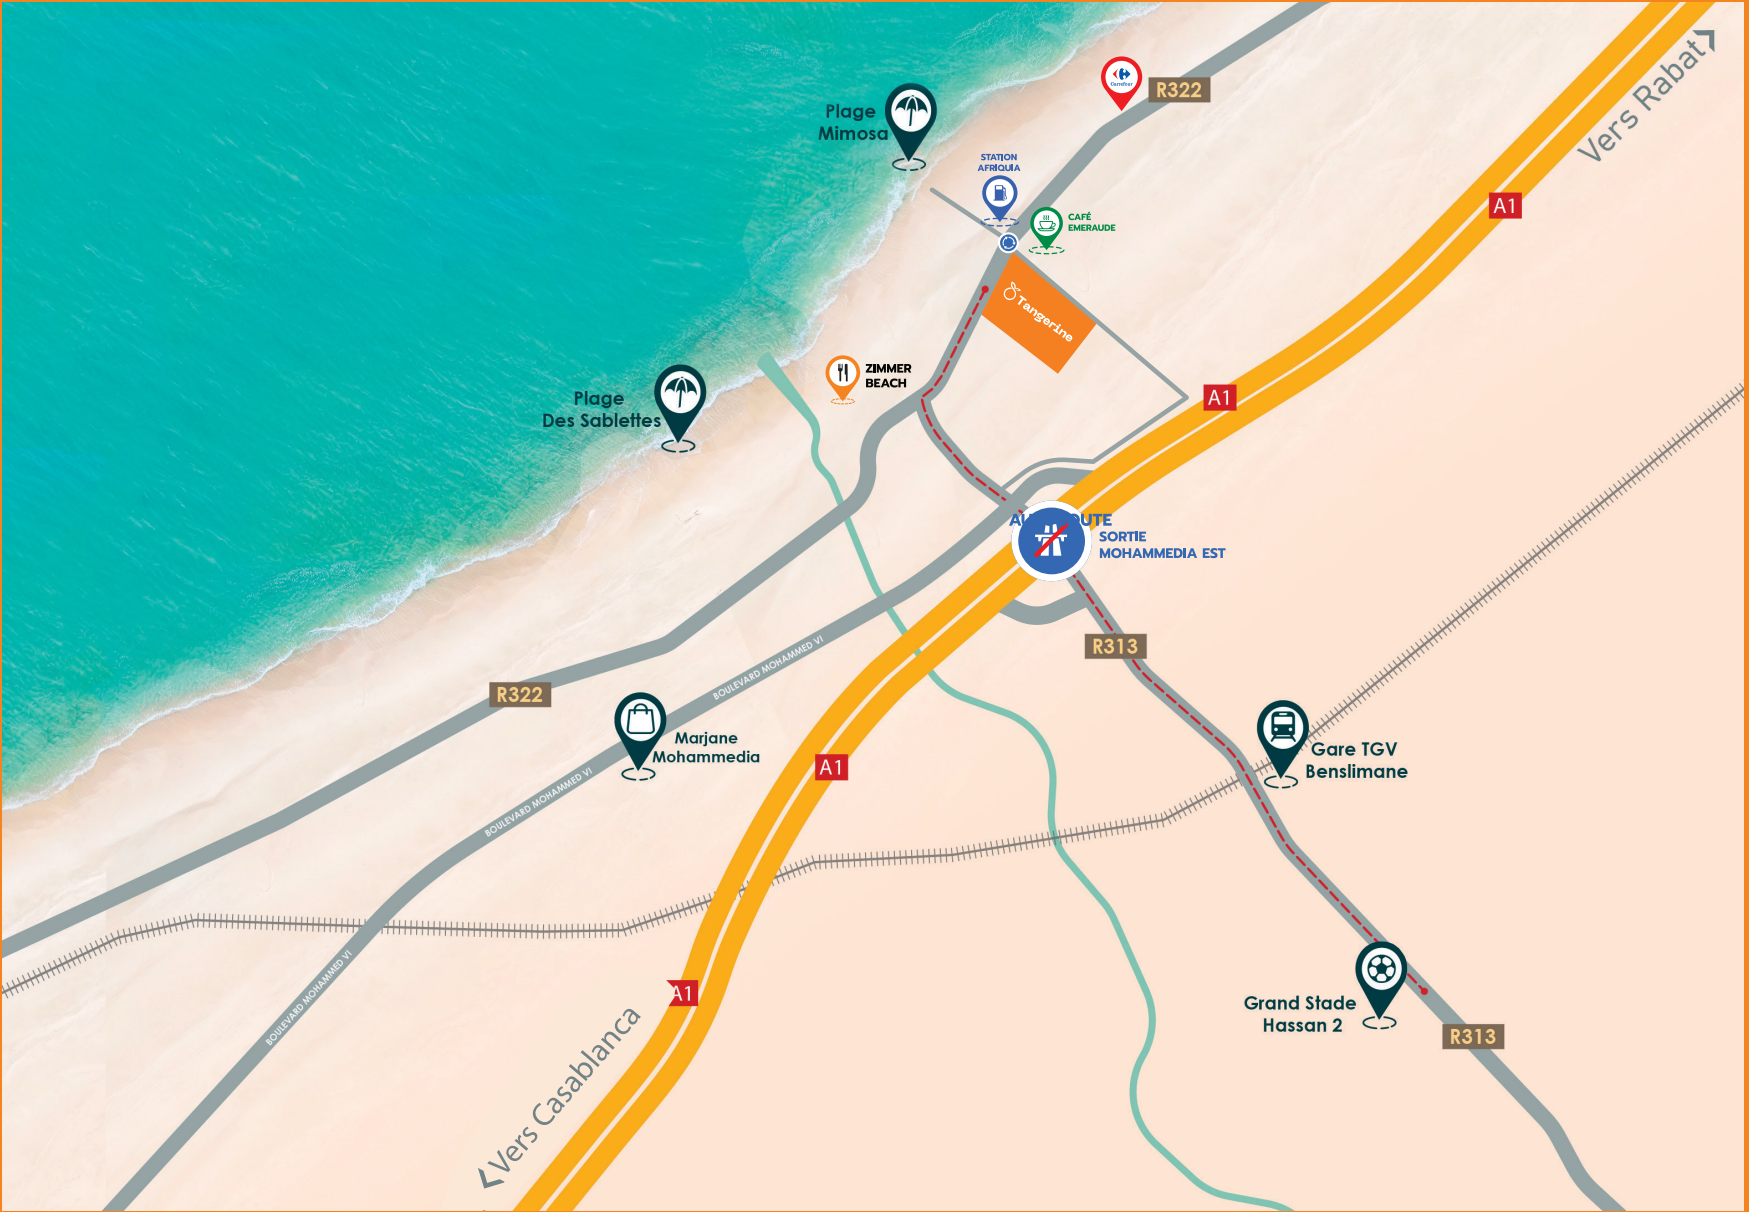 Vers Rabat
Carrefour
R322
Plage
Mimosa
STATION
AFRIQUIA
CAFÉ
EMERAUDE
A1
Tangerine
ZIMMER
BEACH
Plage
Des Sablettes
A1
AUTOROUTE
SORTIE
MOHAMMEDIA EST
R313
BOULEVARD MOHAMMED VI
R322
Marjane
Mohammedia
Gare TGV
Benslimane
A1
BOULEVARD MOHAMMED VI
BOULEVARD MOHAMMED VI
A1
Grand Stade
Hassan 2
R313
Vers Casablanca